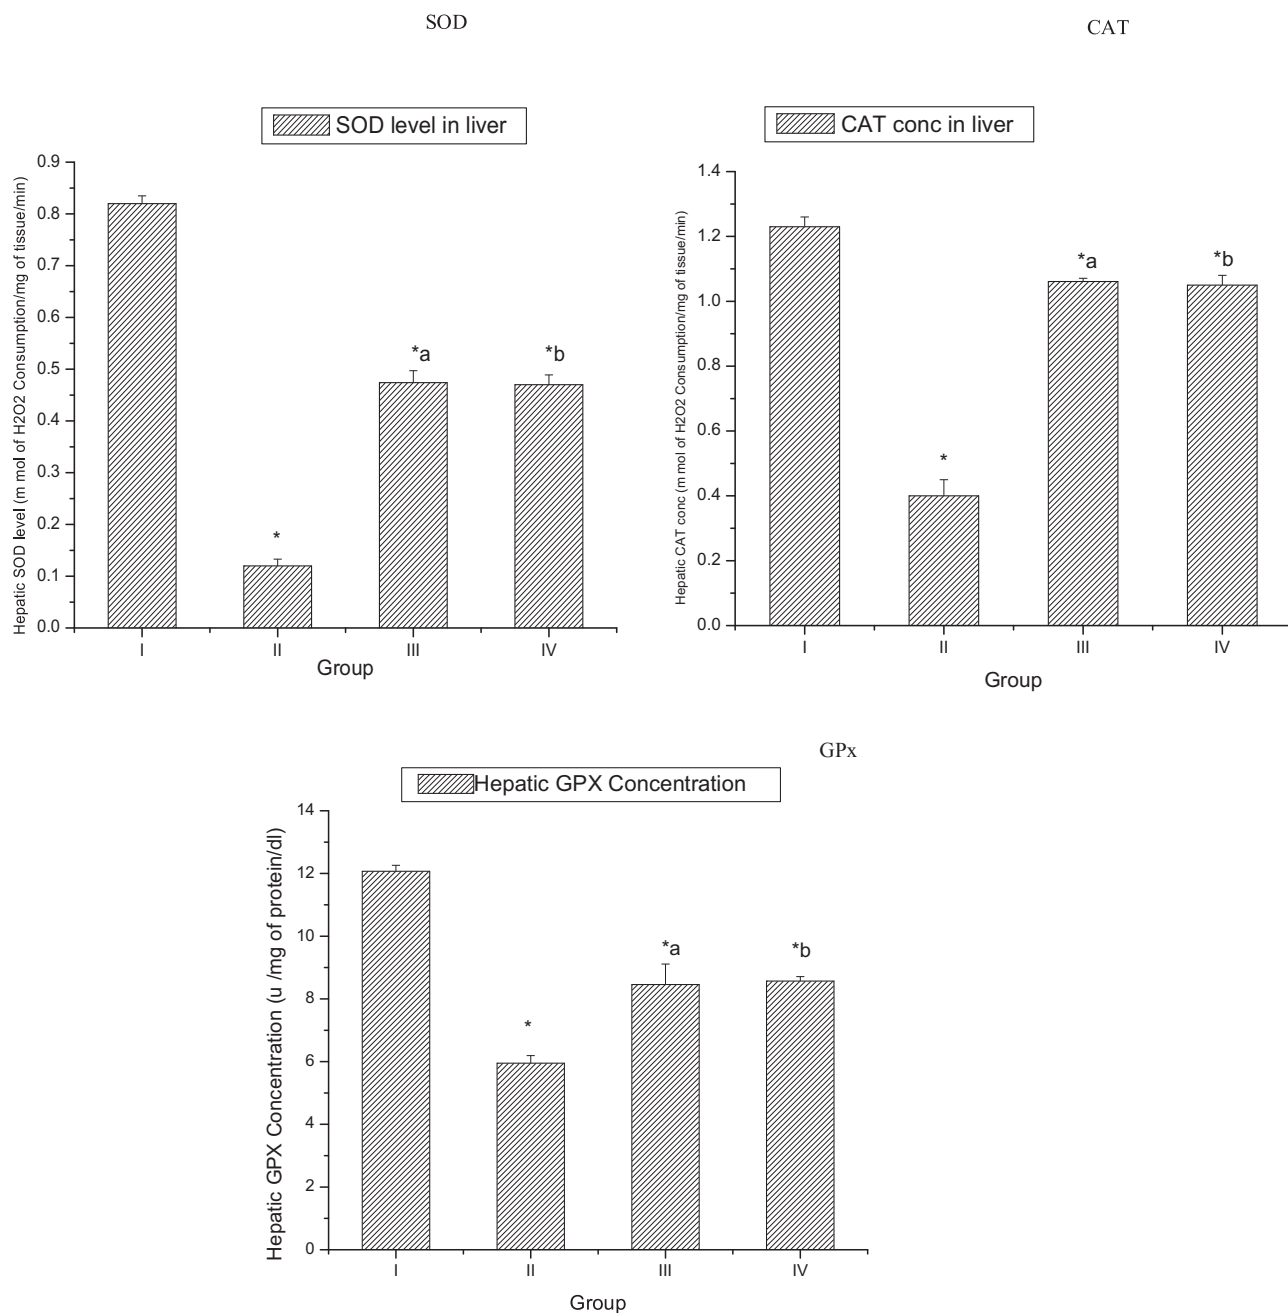 SOD
SOD level in liver
Hepatic SOD level (m mol of H2O2 Consumption/mg of tissue/min)
0.9
0.8
0.7
0.6
0.5
0.4
0.3
0.2
0.1
0.0
*
*a
*b
I II III IV
Group
CAT
CAT conc in liver
Hepatic CAT conc (m mol of H2O2 Consumption/mg of tissue/min)
1.4
1.2
1.0
0.8
0.6
0.4
0.2
0.0
*
*a
*b
I II III IV
Group
GPx
Hepatic GPX Concentration
Hepatic GPX Concentration (u /mg of protein/dl)
14
12
10
8
6
4
2
0
*
*a
*b
I II III IV
Group